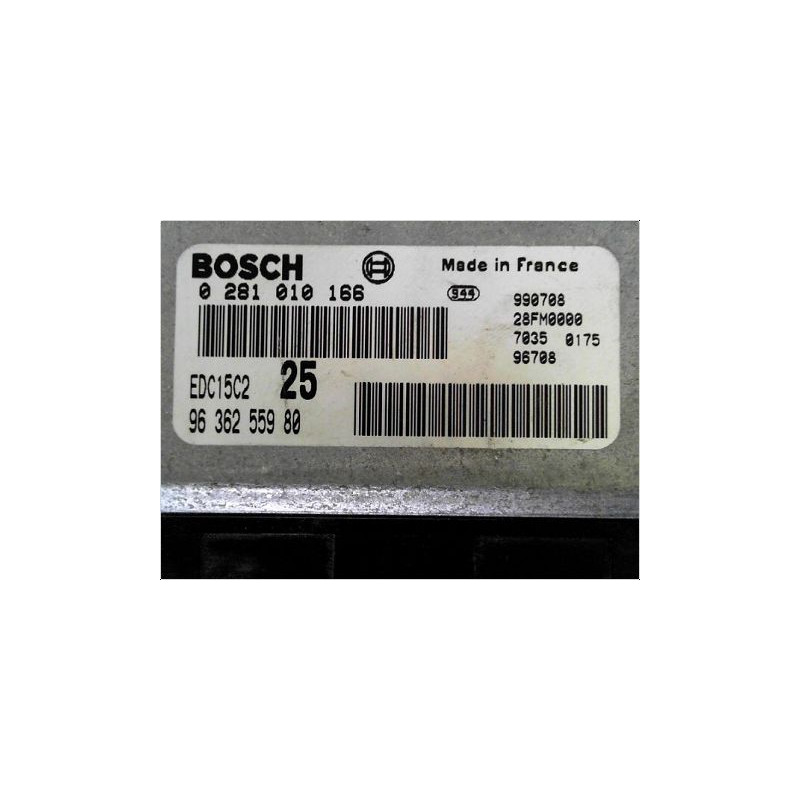 BOSCH Made in France
0 281 010 166 944 990708
28FM0000
7035 0175
96708
EDC15C2 25
96 362 559 80